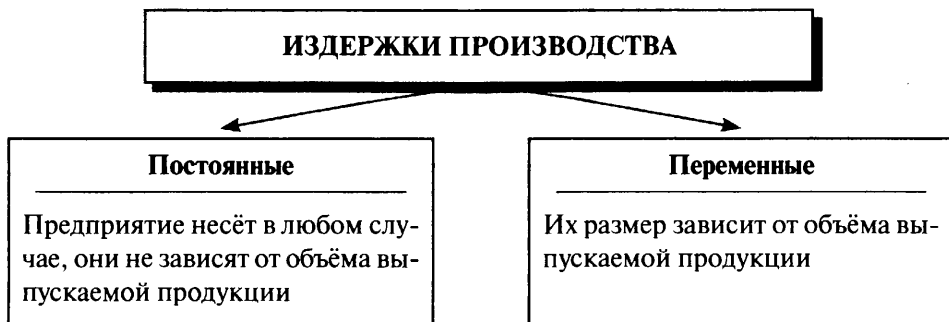 ИЗДЕРЖКИ ПРОИЗВОДСТВА
Постоянные
Предприятие несёт в любом слу-
чае, они не зависят от объёма вы-
пускаемой продукции
Переменные
Их размер зависит от объёма вы-
пускаемой продукции